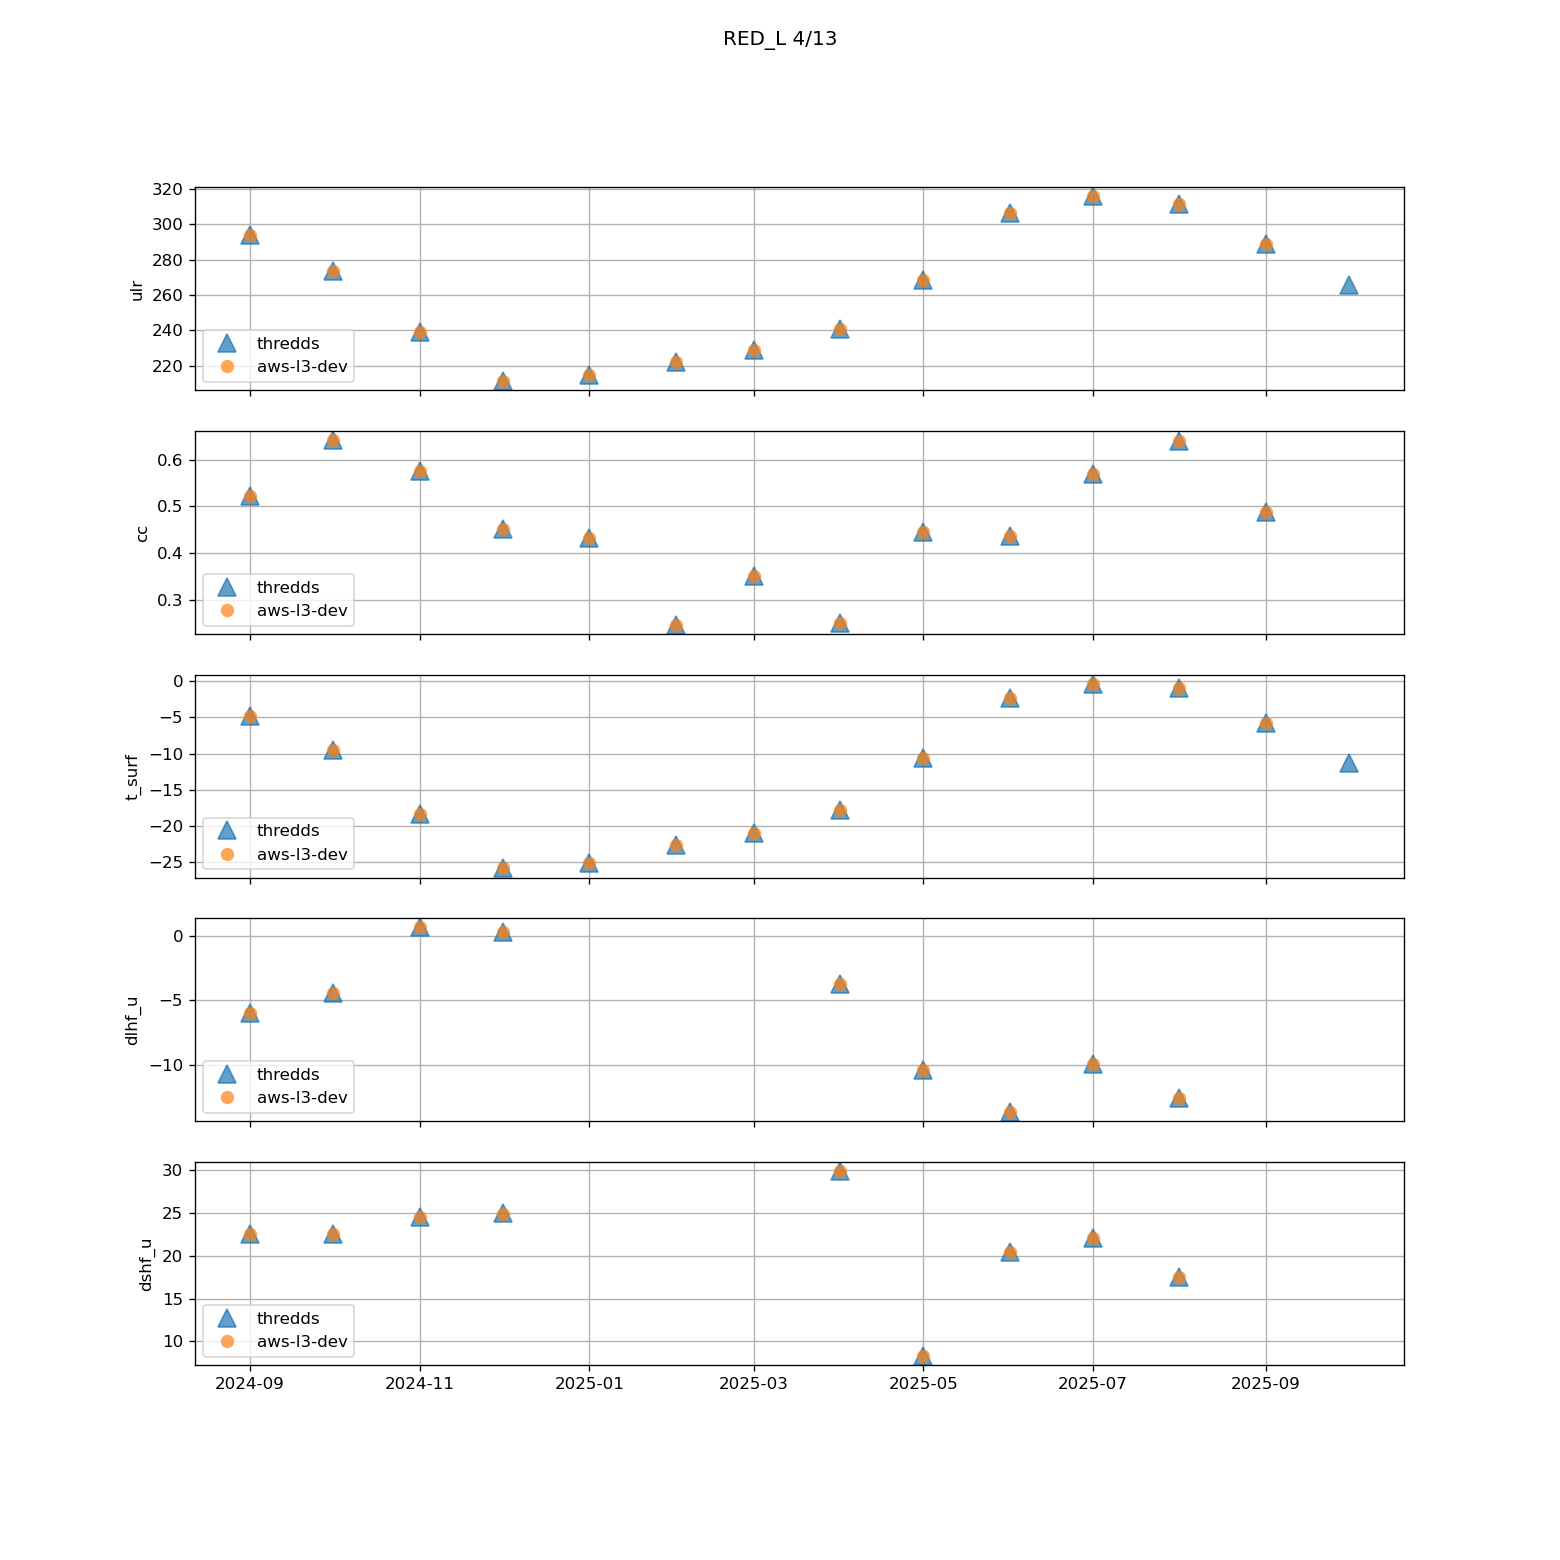 RED_L 4/13
320
300
280
260
240
220
ulr
thredds
aws-l3-dev
0.6
0.5
0.4
0.3
cc
thredds
aws-l3-dev
0
−5
−10
−15
−20
−25
t_surf
thredds
aws-l3-dev
0
−5
−10
dlhf_u
thredds
aws-l3-dev
30
25
20
15
10
dshf_u
thredds
aws-l3-dev
2024-09 2024-11 2025-01 2025-03 2025-05 2025-07 2025-09